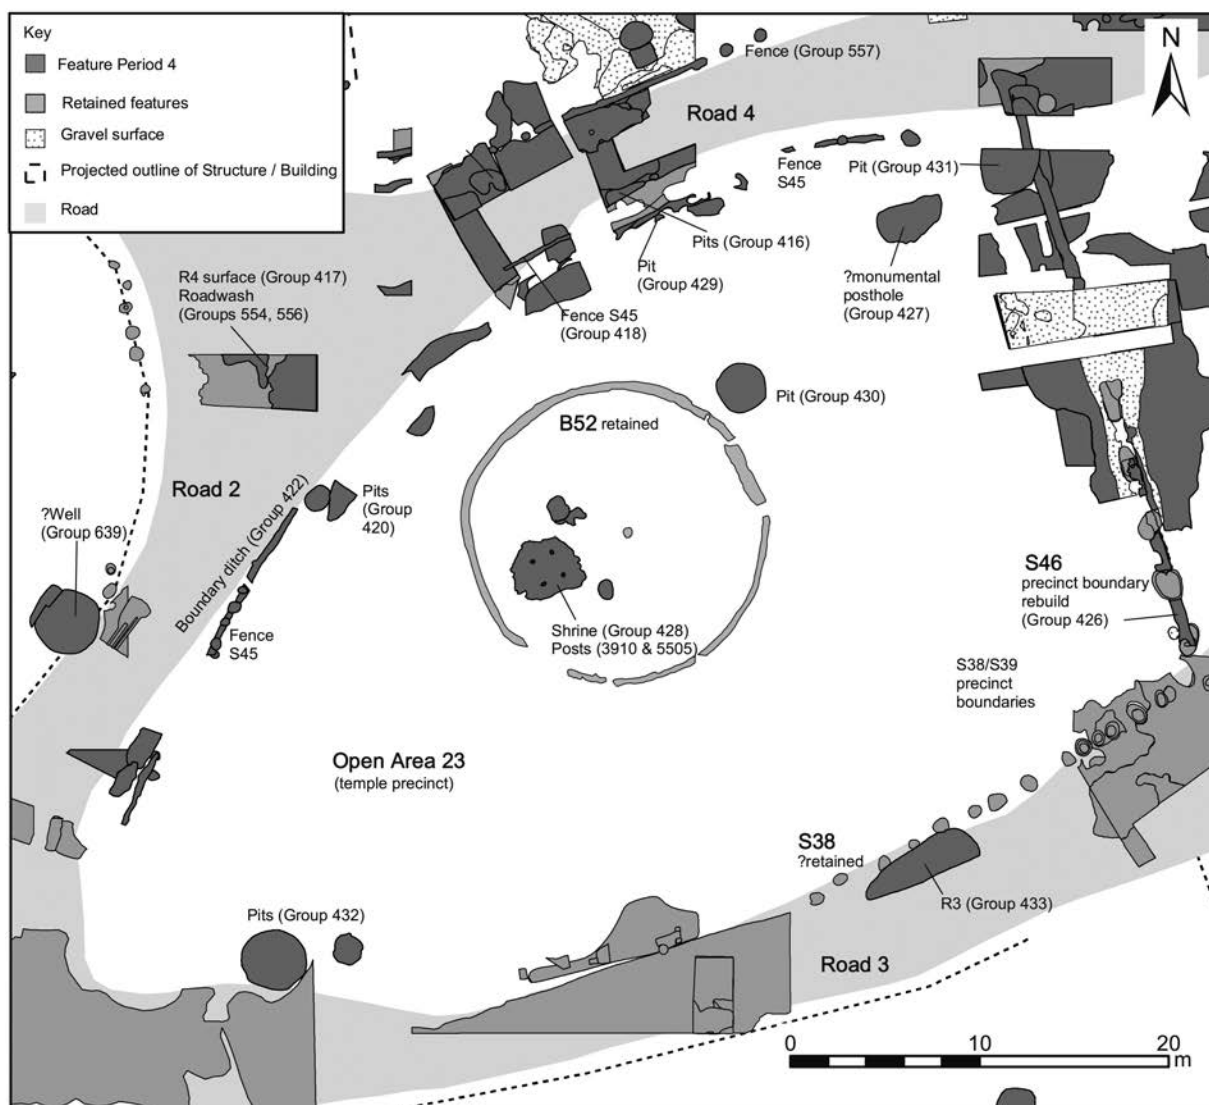 Key
Feature Period 4
Retained features
Gravel surface
Projected outline of Structure / Building
Road
N
Fence (Group 557)
Road 4
Fence
S45
Pit (Group 431)
Pits (Group 416)
Pit
(Group
429)
?monumental
posthole
(Group 427)
R4 surface (Group 417)
Roadwash
(Groups 554, 556)
Fence S45
(Group 418)
Pit (Group 430)
B52 retained
Road 2
Pits
(Group
420)
?Well
(Group 639)
Boundary ditch (Group 422)
Fence
S45
Shrine (Group 428)
Posts (3910 & 5505)
S46
precinct boundary
rebuild
(Group 426)
S38/S39
precinct
boundaries
Open Area 23
(temple precinct)
S38
?retained
R3 (Group 433)
Pits (Group 432)
Road 3
0
10
20
m